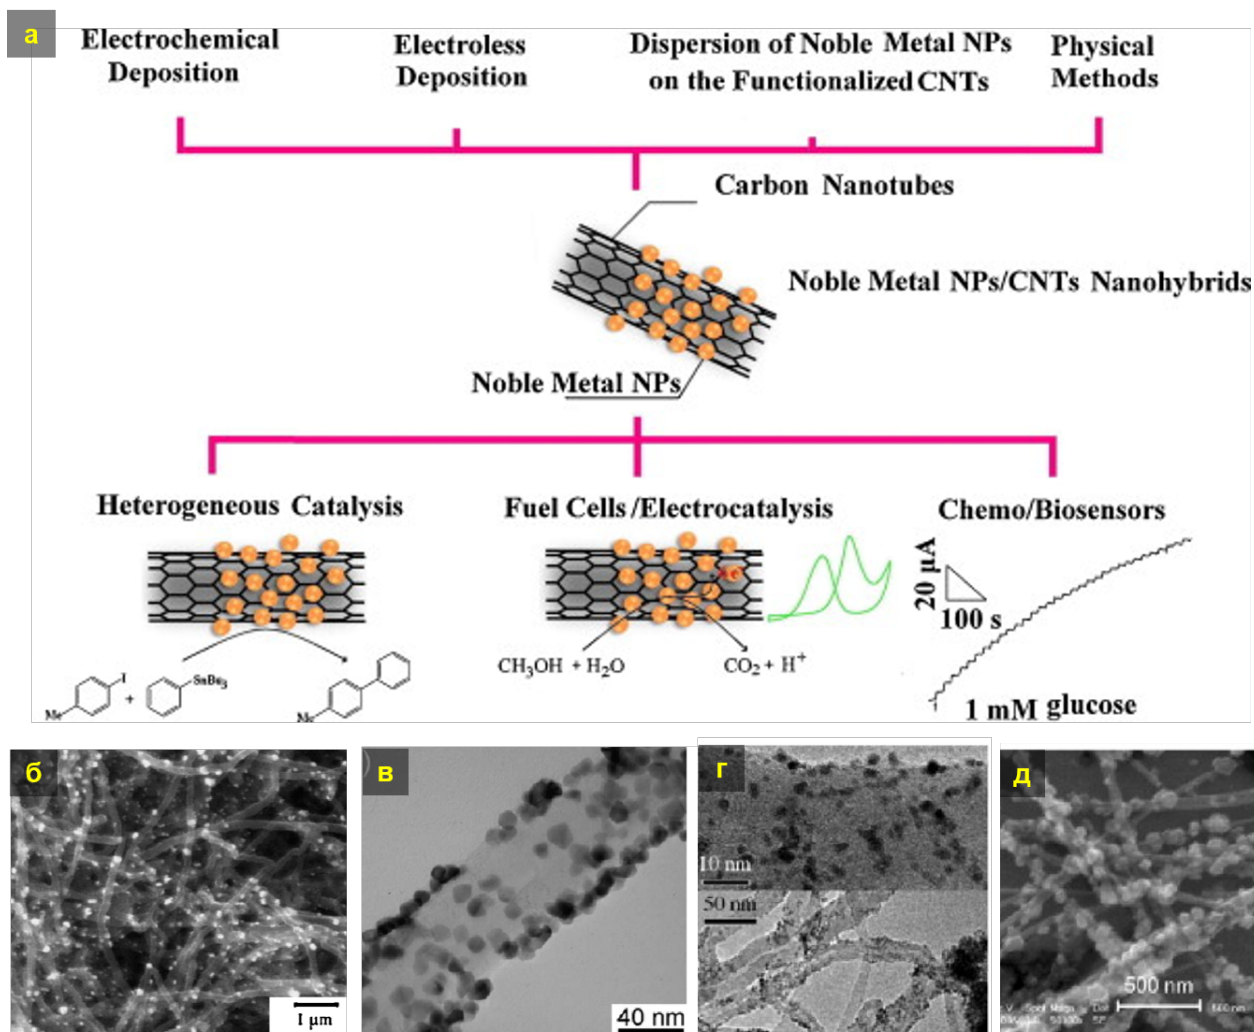 а
Electrochemical
Deposition
Electroless
Deposition
Dispersion of Noble Metal NPs
on the Functionalized CNTs
Physical
Methods
Carbon Nanotubes
Noble Metal NPs/CNTs Nanohybrids
Noble Metal NPs
Heterogeneous Catalysis
Fuel Cells/Electrocatalysis
Chemo/Biosensors
I
SnBu3
+
Me
Me
CH3OH + H2O
CO2 + H+
20 µA
100 s
1 mM glucose
б
1 µm
в
40 nm
г
10 nm
50 nm
д
500 nm